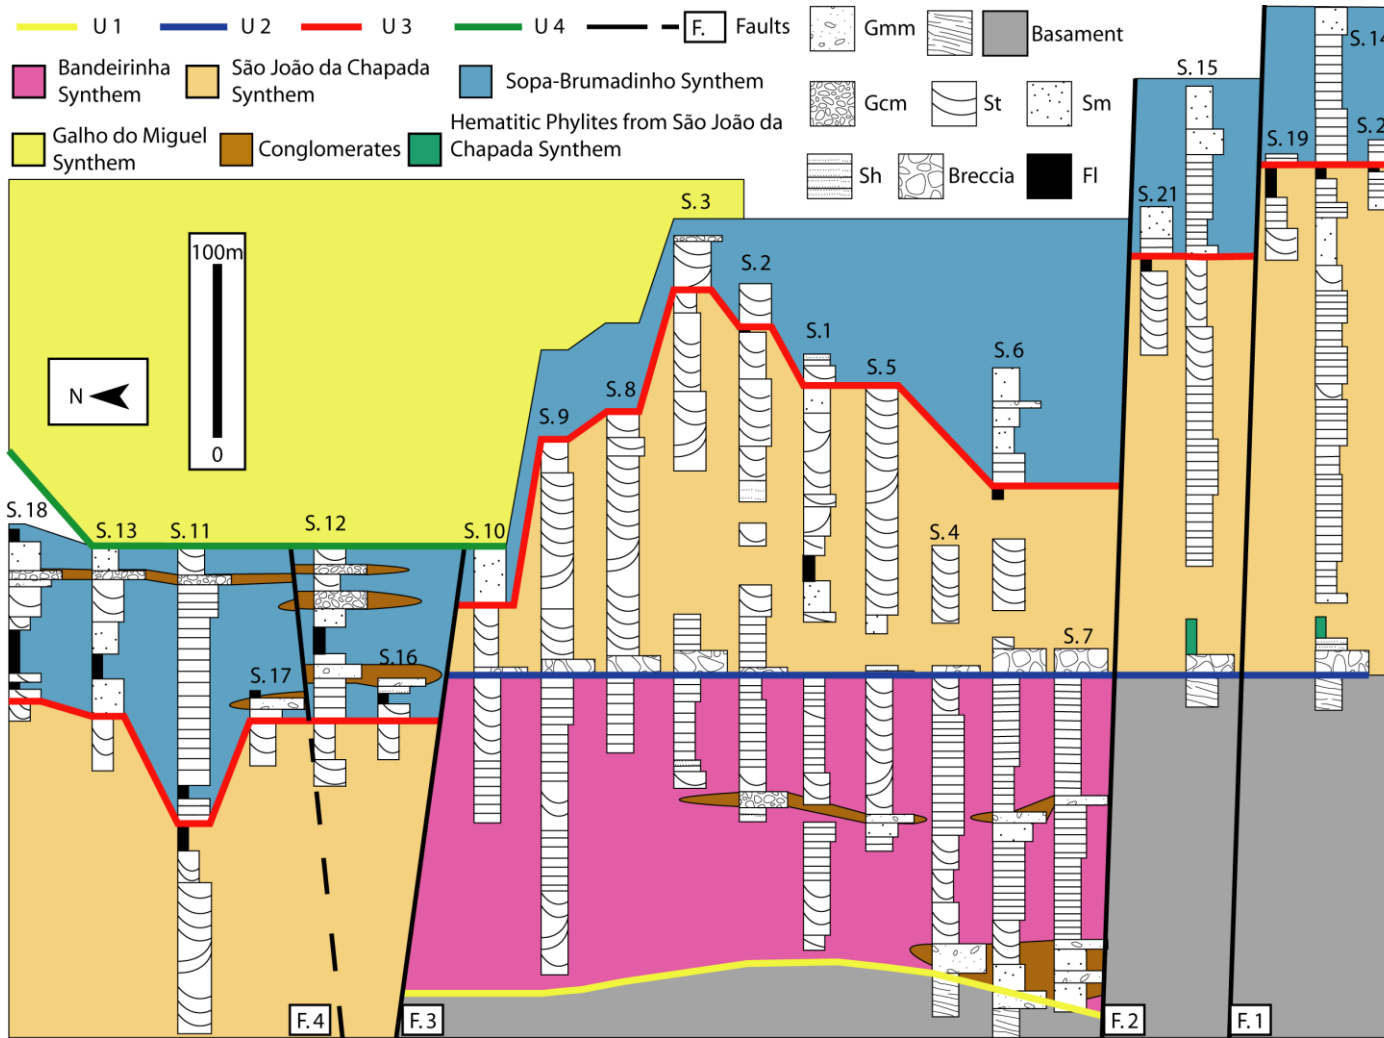 U 1
U 2
U 3
U 4
F.
Faults
Gmm
Basament
Bandeirinha
Synthem
São João da Chapada
Synthem
Sopa-Brumadinho Synthem
Gcm
St
Sm
Galho do Miguel
Synthem
Conglomerates
Hematitic Phylites from São João da
Chapada Synthem
Sh
Breccia
Fl
S.14
S.15
S.19
S.2
S.21
S.3
S.2
S.1
S.5
S.6
S.8
S.9
S.4
S.7
100m
0
N
S.18
S.13
S.11
S.12
S.10
S.17
S.16
F.4
F.3
F.2
F.1